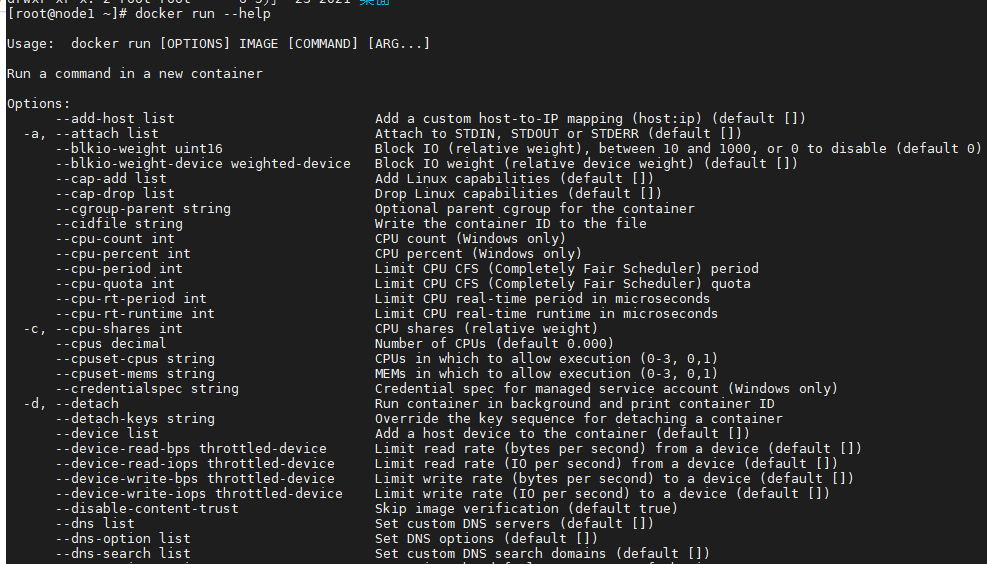 [root@node1 ~]# docker run --help
Usage:  docker run [OPTIONS] IMAGE [COMMAND] [ARG...]
Run a command in a new container
Options:
      --add-host list                         Add a custom host-to-IP mapping (host:ip) (default [])
  -a, --attach list                           Attach to STDIN, STDOUT or STDERR (default [])
      --blkio-weight uint16                   Block IO (relative weight), between 10 and 1000, or 0 to disable (default 0)
      --blkio-weight-device weighted-device   Block IO weight (relative device weight) (default [])
      --cap-add list                          Add Linux capabilities (default [])
      --cap-drop list                         Drop Linux capabilities (default [])
      --cgroup-parent string                  Optional parent cgroup for the container
      --cidfile string                        Write the container ID to the file
      --cpu-count int                         CPU count (Windows only)
      --cpu-percent int                       CPU percent (Windows only)
      --cpu-period int                        Limit CPU CFS (Completely Fair Scheduler) period
      --cpu-quota int                         Limit CPU CFS (Completely Fair Scheduler) quota
      --cpu-rt-period int                     Limit CPU real-time period in microseconds
      --cpu-rt-runtime int                    Limit CPU real-time runtime in microseconds
  -c, --cpu-shares int                        CPU shares (relative weight)
      --cpus decimal                          Number of CPUs (default 0.000)
      --cpuset-cpus string                    CPUs in which to allow execution (0-3, 0,1)
      --cpuset-mems string                    MEMs in which to allow execution (0-3, 0,1)
      --credentialspec string                 Credential spec for managed service account (Windows only)
  -d, --detach                                Run container in background and print container ID
      --detach-keys string                    Override the key sequence for detaching a container
      --device list                           Add a host device to the container (default [])
      --device-read-bps throttled-device      Limit read rate (bytes per second) from a device (default [])
      --device-read-iops throttled-device     Limit read rate (IO per second) from a device (default [])
      --device-write-bps throttled-device     Limit write rate (bytes per second) to a device (default [])
      --device-write-iops throttled-device    Limit write rate (IO per second) to a device (default [])
      --disable-content-trust                 Skip image verification (default true)
      --dns list                              Set custom DNS servers (default [])
      --dns-option list                       Set DNS options (default [])
      --dns-search list                       Set custom DNS search domains (default [])